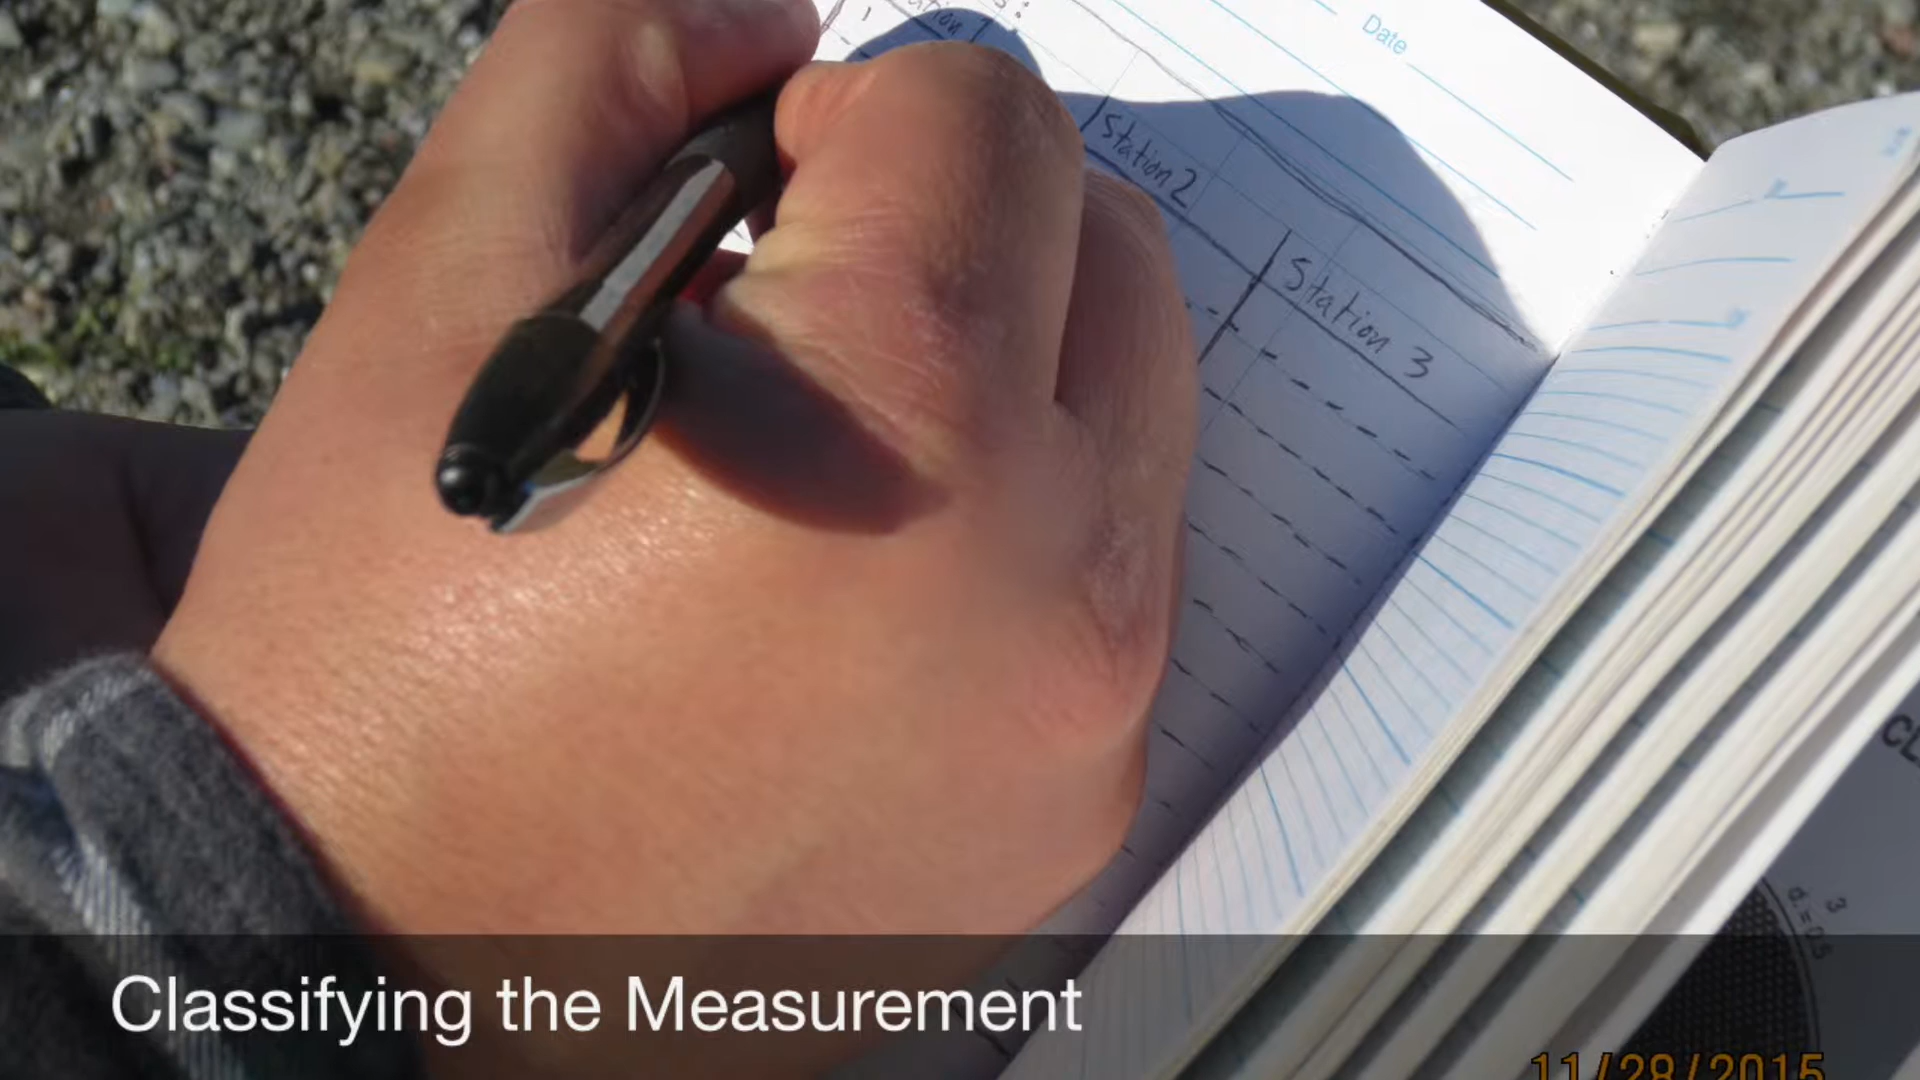 Date
Station 2
Station 3
Classifying the Measurement
11/28/2015